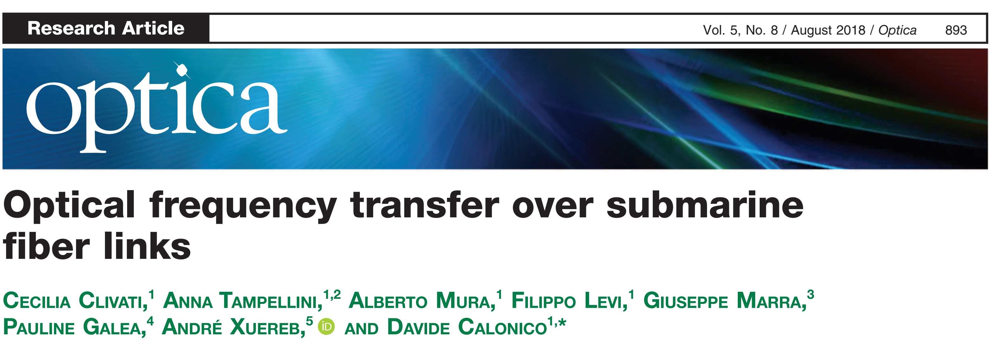 Research Article
Vol. 5, No. 8 / August 2018 / Optica 893
optica
Optical frequency transfer over submarine
fiber links
CECILIA CLIVATI,1 ANNA TAMPELLINI,1,2 ALBERTO MURA,1 FILIPPO LEVI,1 GIUSEPPE MARRA,3
PAULINE GALEA,4 ANDRÉ XUEREB,5 iD AND DAVIDE CALONICO1,*